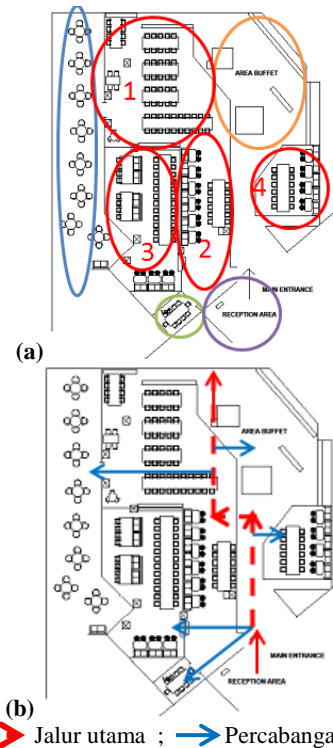 1
AREA BUFFET
4
3
2
MAIN ENTRANCE
RECEPTION AREA
(a)
AREA BUFFET
MAIN ENTRANCE
RECEPTION AREA
(b)
Jalur utama ; Percabanga